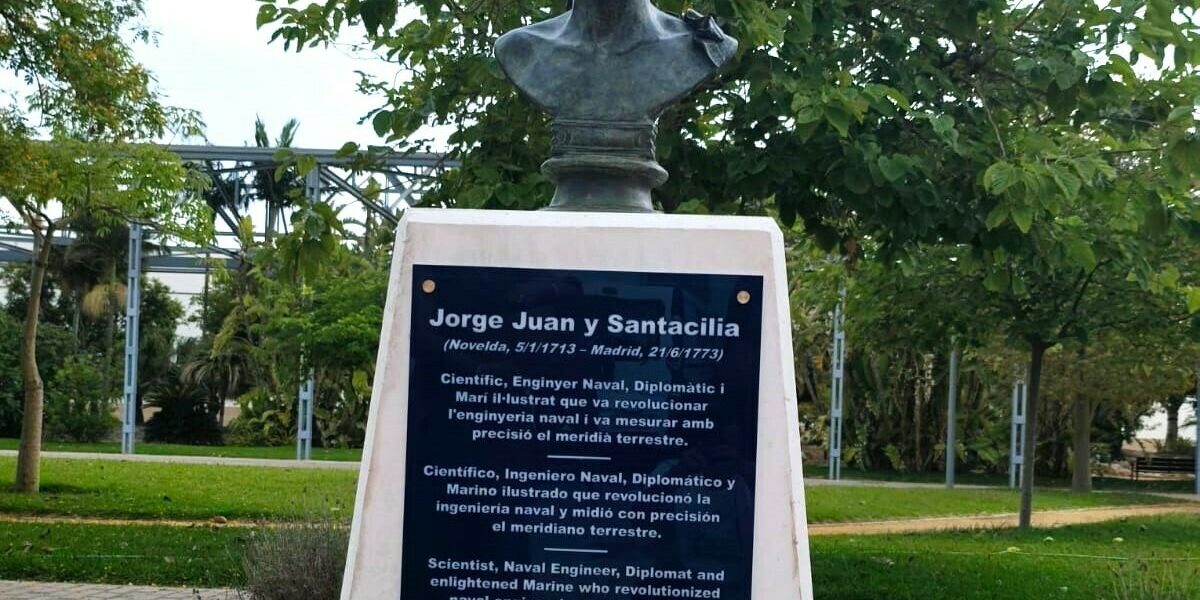 Jorge Juan y Santacilia
(Novelda, 5/1/1713 – Madrid, 21/6/1773)
Científic, Enginyer Naval, Diplomàtic i
Marí il·lustrat que va revolucionar
l'enginyeria naval i va mesurar amb
precisió el meridià terrestre.
Científico, Ingeniero Naval, Diplomático y
Marino ilustrado que revolucionó la
ingeniería naval y midió con precisión
el meridiano terrestre.
Scientist, Naval Engineer, Diplomat and
enlightened Marine who revolutionized
naval